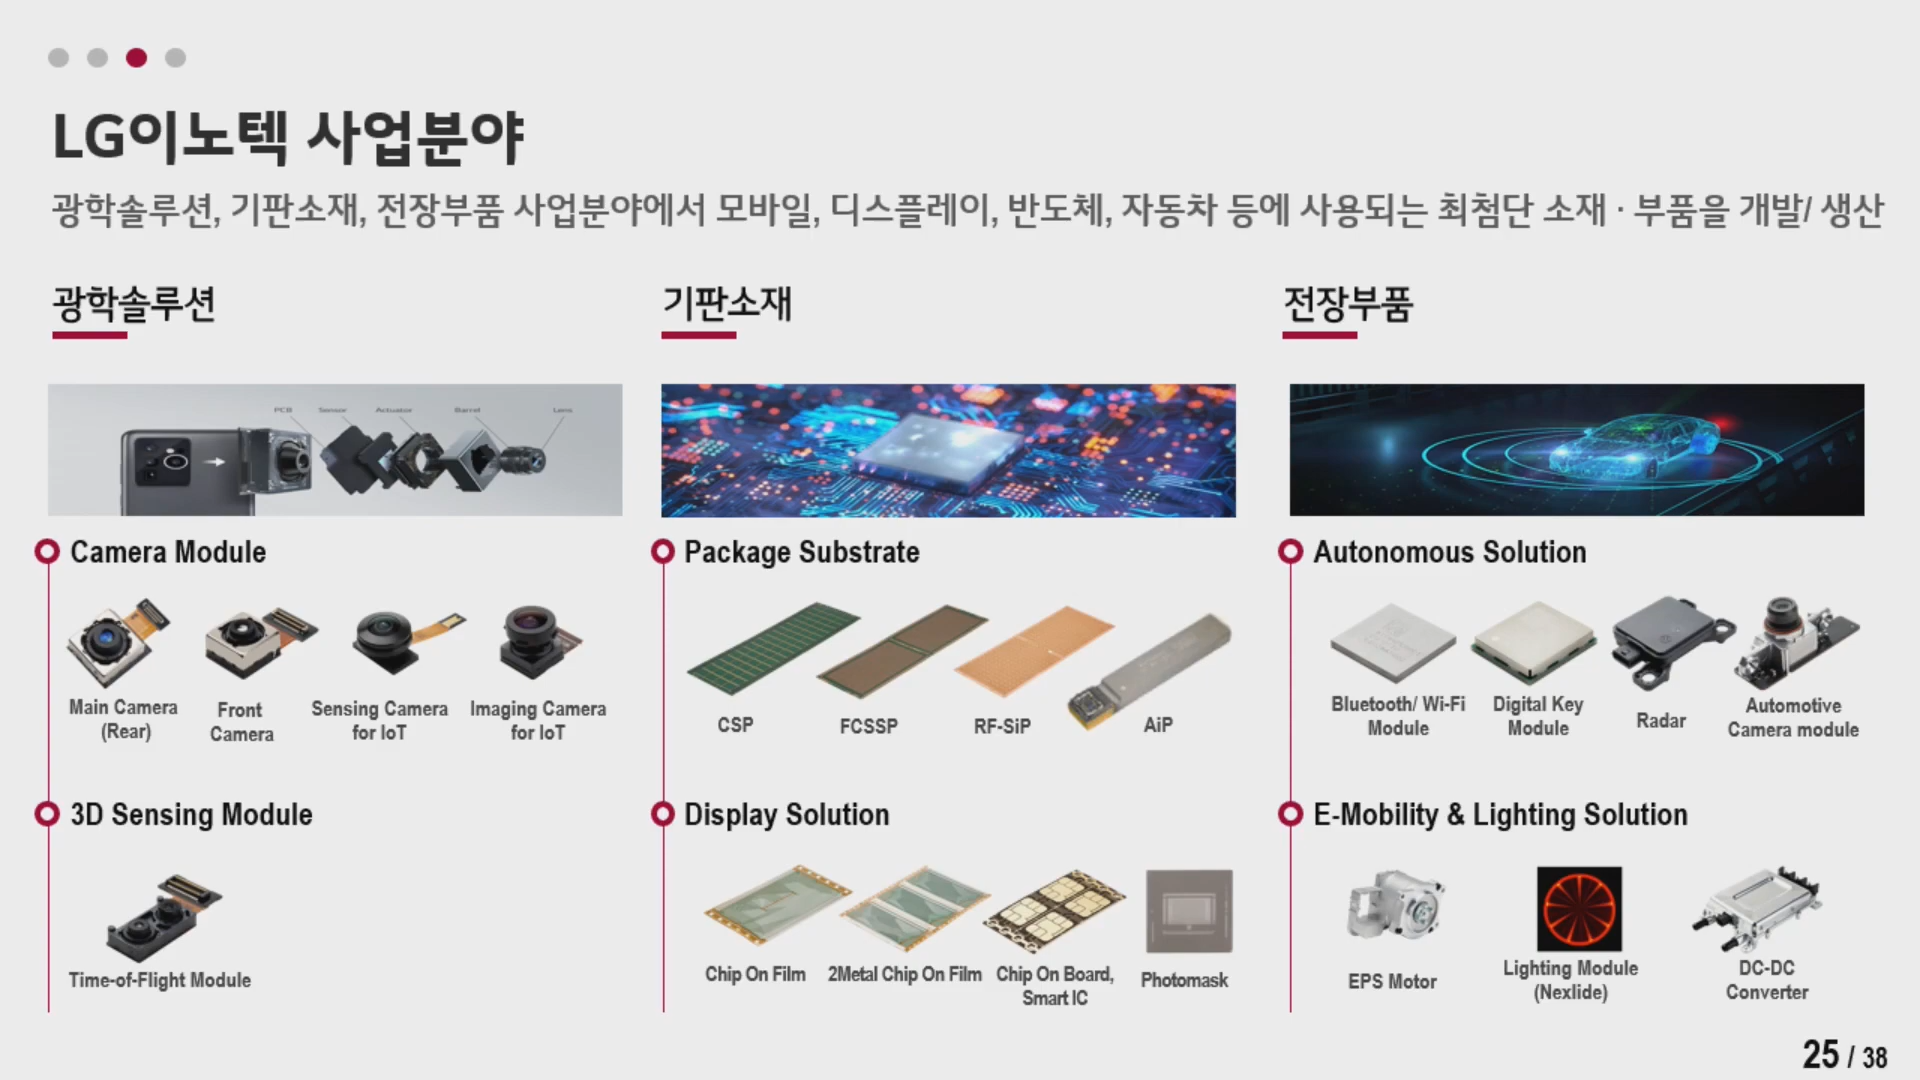 LG이노텍 사업분야
광학솔루션, 기판소재, 전장부품 사업분야에서 모바일, 디스플레이, 반도체, 자동차 등에 사용되는 최첨단 소재 · 부품을 개발/ 생산
광학솔루션
PCB Sensor Actuator Barrel Lens
Camera Module
Main Camera
(Rear)
Front
Camera
Sensing Camera
for IoT
Imaging Camera
for IoT
3D Sensing Module
Time-of-Flight Module
기판소재
Package Substrate
CSP
FCSSP
RF-SiP
AiP
Display Solution
Chip On Film
2Metal Chip On Film
Chip On Board,
Smart IC
Photomask
전장부품
Autonomous Solution
Bluetooth/ Wi-Fi
Module
Digital Key
Module
Radar
Automotive
Camera module
E-Mobility & Lighting Solution
EPS Motor
Lighting Module
(Nexlide)
DC-DC
Converter
25 / 38